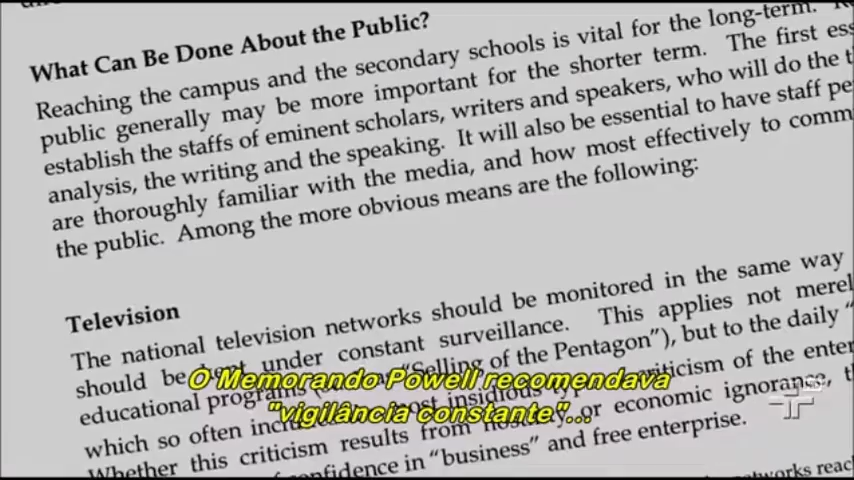 What Can Be Done About the Public?
Reaching the campus and the secondary schools is vital for the long-term.
public generally may be more important for the shorter term. The first
establish the staffs of eminent scholars, writers and speakers, who will do the
analysis, the writing and the speaking. It will also be essential to have staff
are thoroughly familiar with the media, and how most effectively to
the public. Among the more obvious means are the following:
Television
The national television networks should be monitored in the same way
should be kept under constant surveillance. This applies not
educational programs "Selling of the Pentagon"), but to the daily
which so often most insidious criticism of the
Whether this criticism results from hostility or economic ignorance,
in "business" and free enterprise.
O Memorando Powell recomendava
"vigilância constante"...